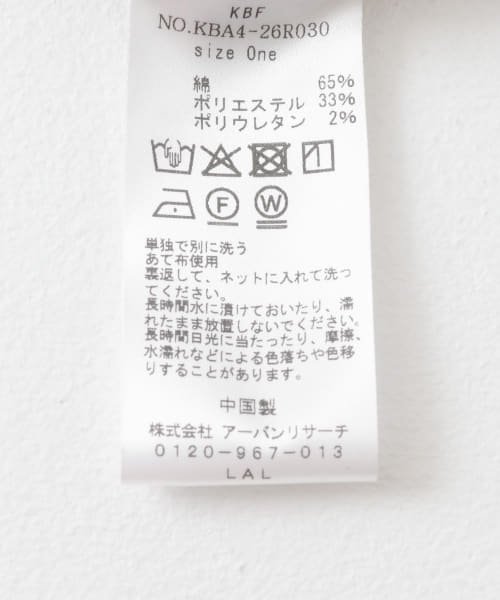 KBF
NO.KBA4-26R030
size One
綿 65%
ポリエステル 33%
ポリウレタン 2%
F W
単独で別に洗う
あて布使用
裏返して、ネットに入れて洗っ
てください。
長時間水に漬けておいたり、濡
れたまま放置しないでください。
長時間日光に当たったり、摩擦、
水濡れなどによる色落ちや色移
りすることがあります。
中国製
株式会社 アーバンリサーチ
0120-967-013
LAL